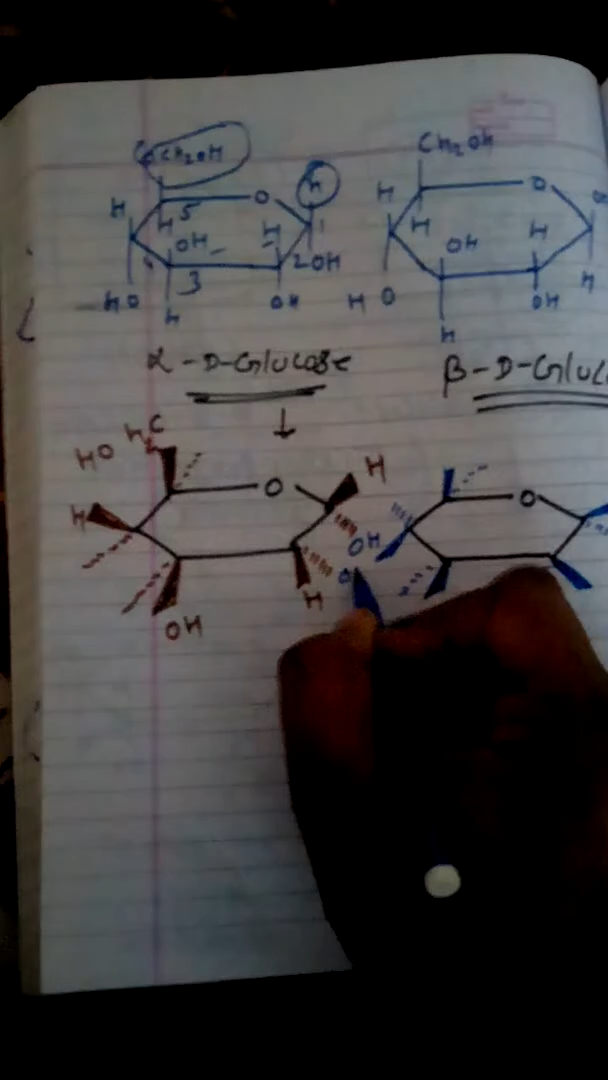 CH2OH CH2OH
H 5 O H H O
H OH H 1 H OH H
4 3 2 OH
HO H OH H O H OH H
α-D-Glucose β-D-Gluc
HO H2C
O H O
H
OH
H
OH